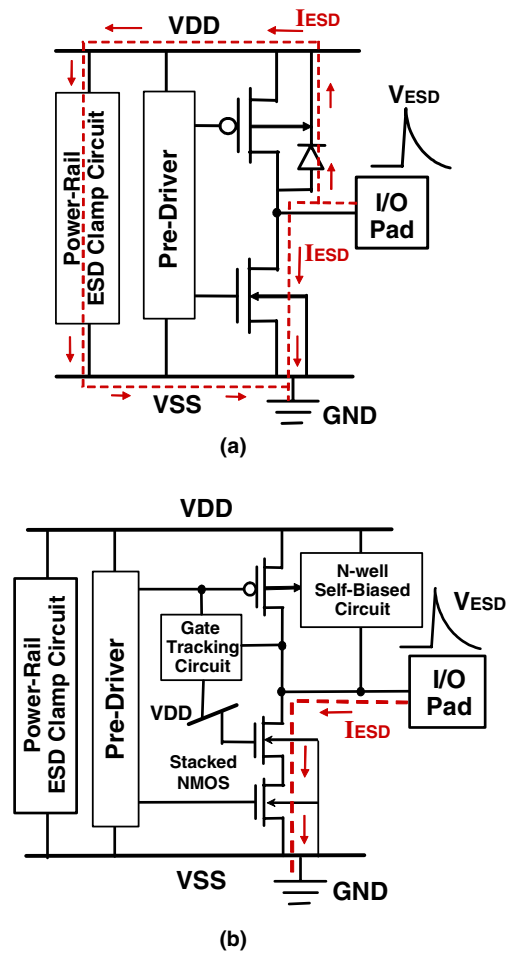 IESD
VDD
VESD
Power-Rail
ESD Clamp Circuit
Pre-Driver
I/O
Pad
IESD
VSS
GND
(a)
VDD
N-well
Self-Biased
Circuit
VESD
Gate
Tracking
Circuit
Power-Rail
ESD Clamp Circuit
Pre-Driver
I/O
Pad
VDD
IESD
Stacked
NMOS
VSS
GND
(b)